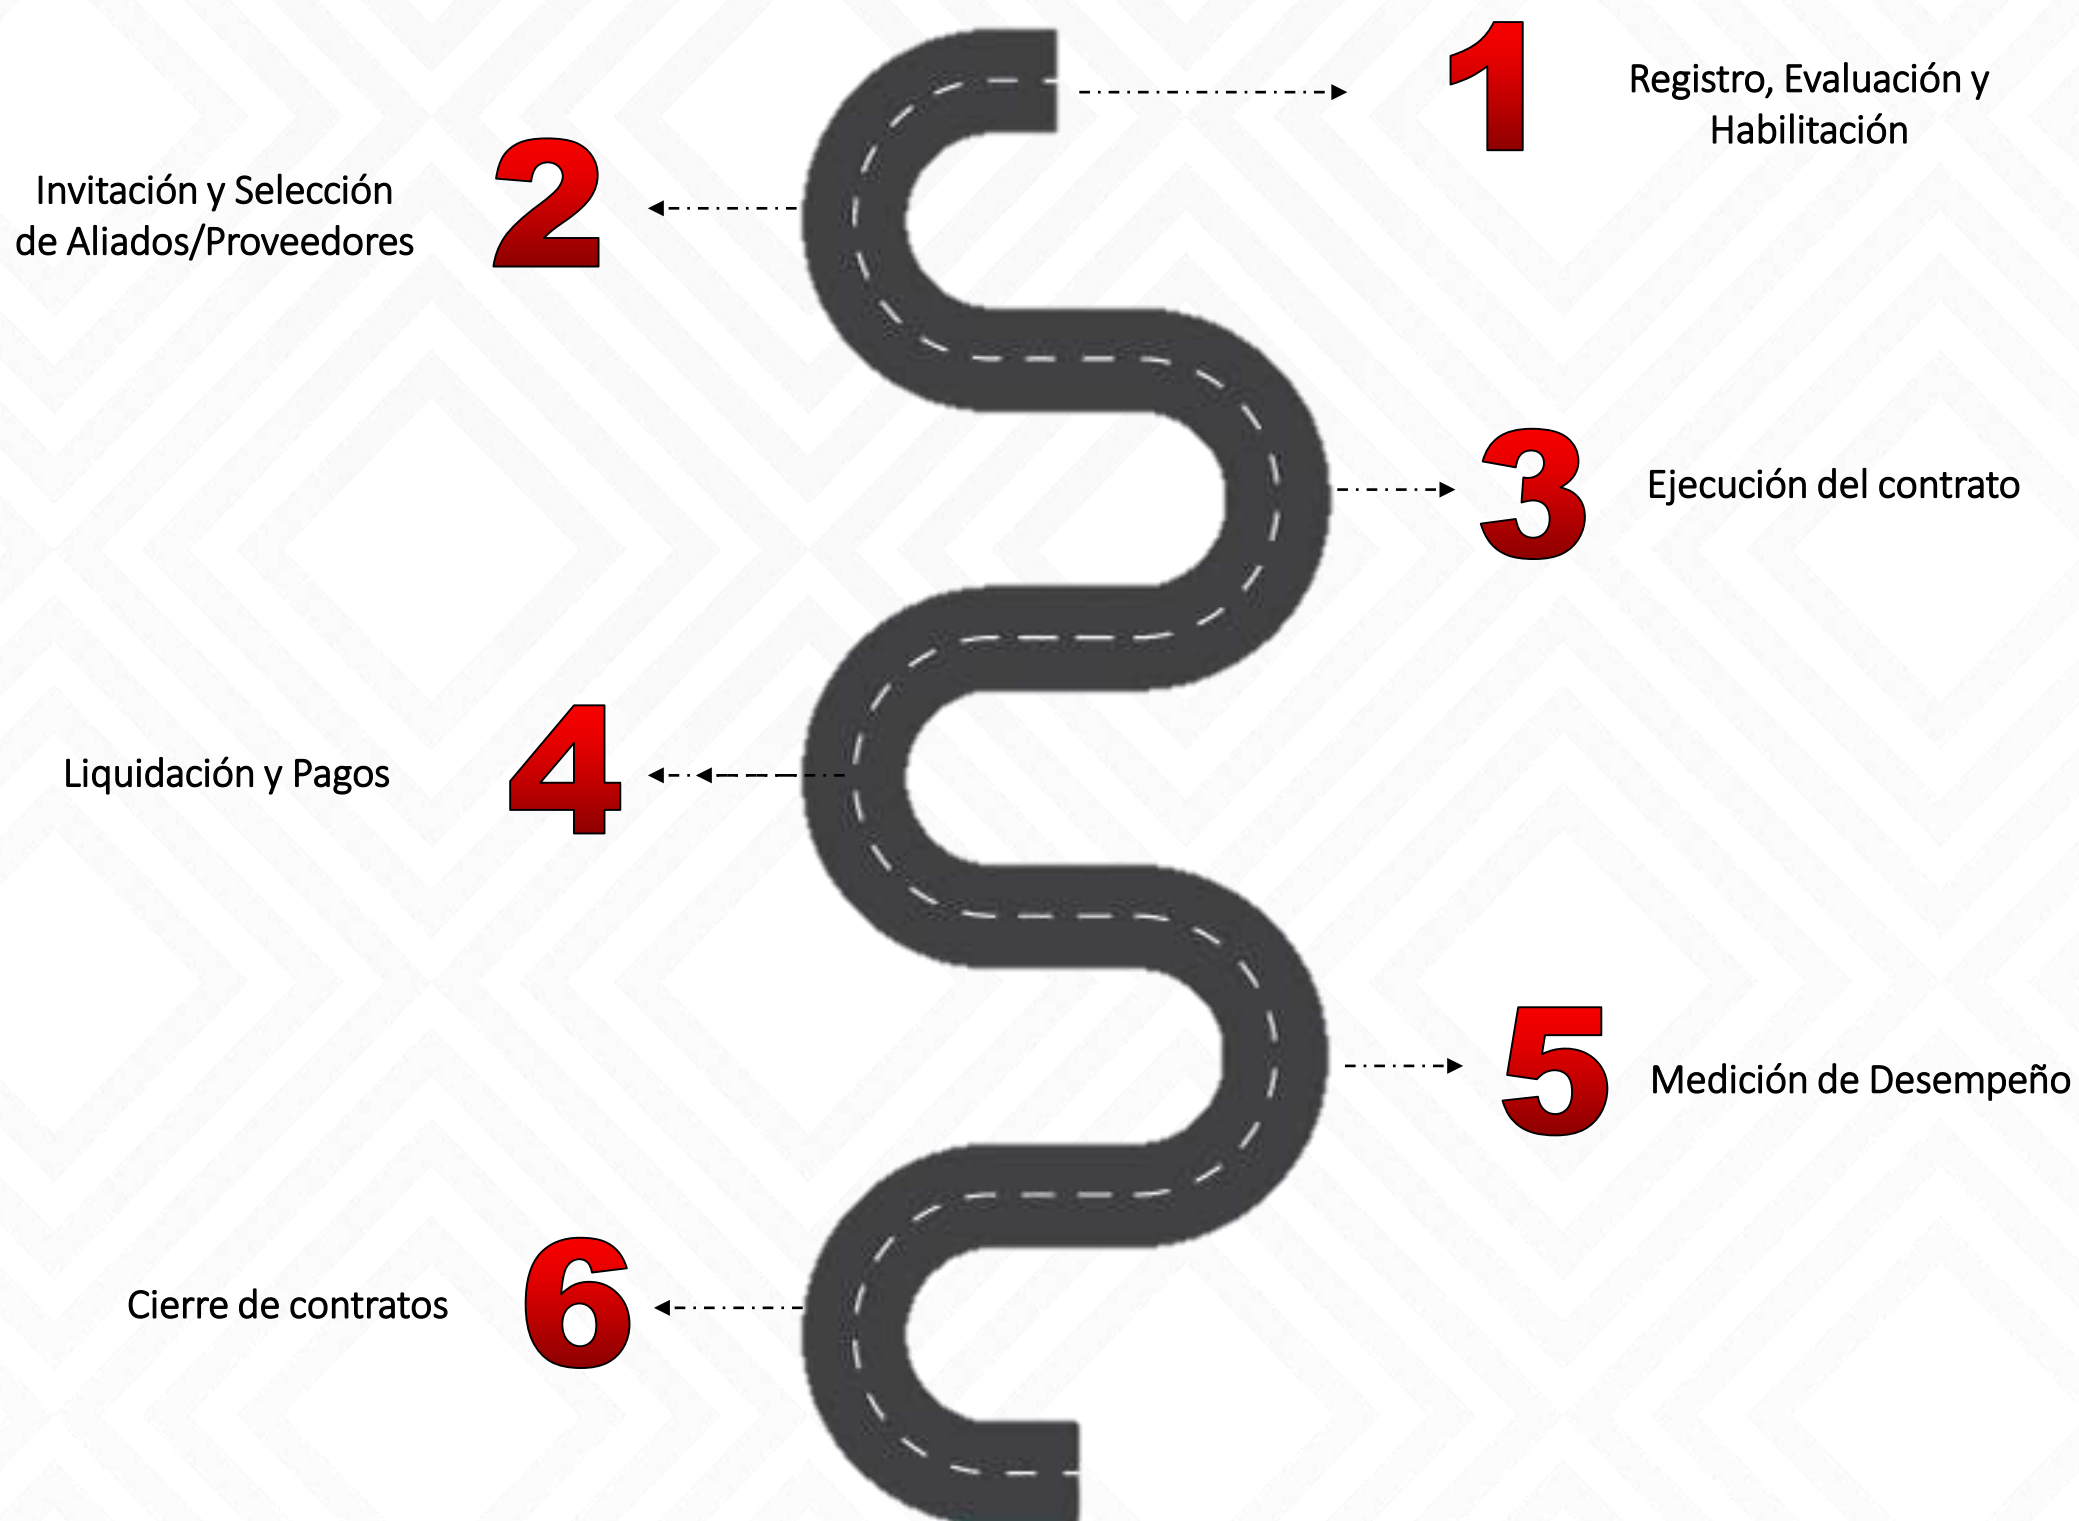 1
Registro, Evaluación y
Habilitación
2
Invitación y Selección
de Aliados/Proveedores
3
Ejecución del contrato
4
Liquidación y Pagos
5
Medición de Desempeño
6
Cierre de contratos